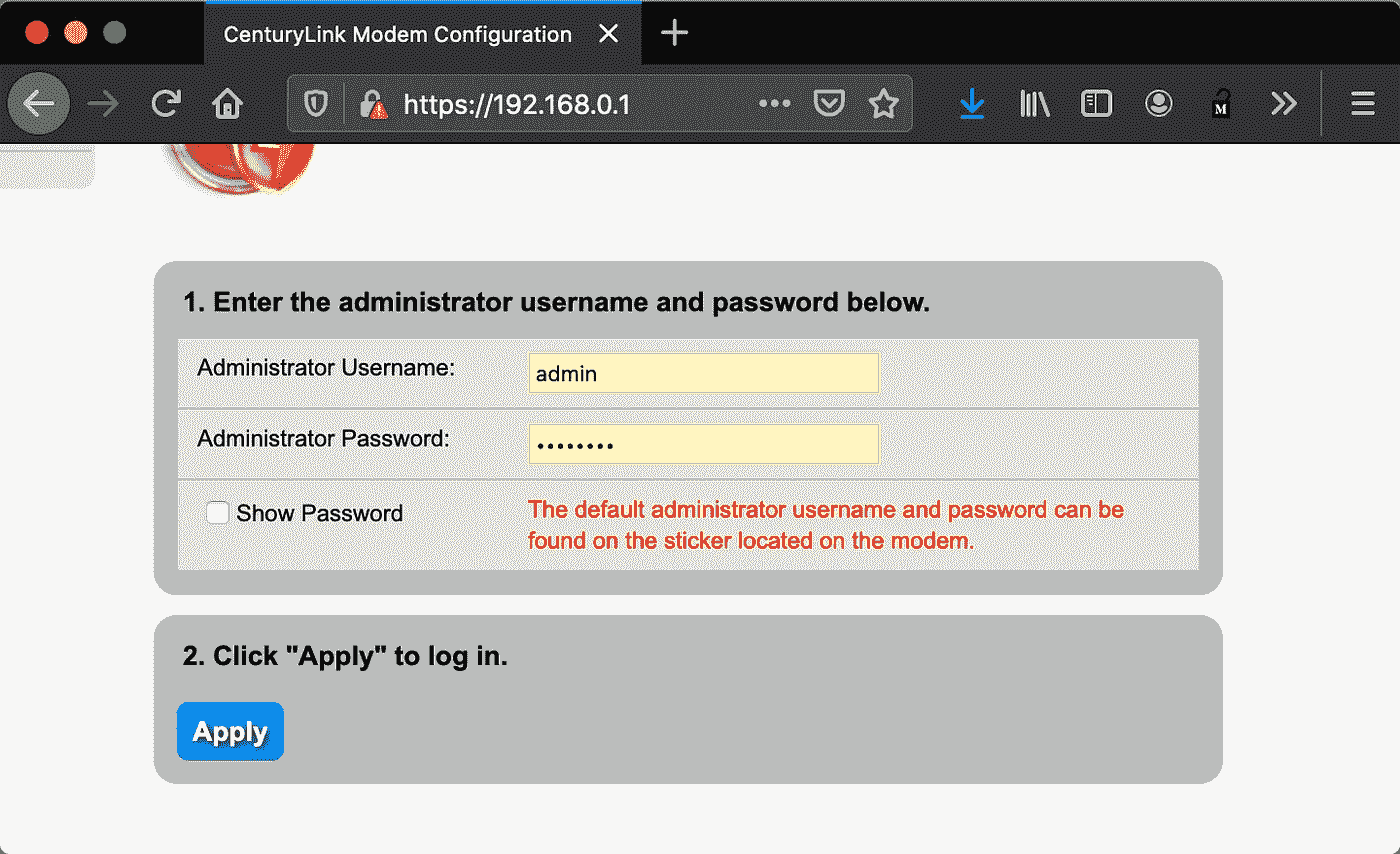 CenturyLink Modem Configuration
https://192.168.0.1
M
1. Enter the administrator username and password below.
Administrator Username:
admin
Administrator Password:
••••••••
Show Password
The default administrator username and password can be
found on the sticker located on the modem.
2. Click "Apply" to log in.
Apply